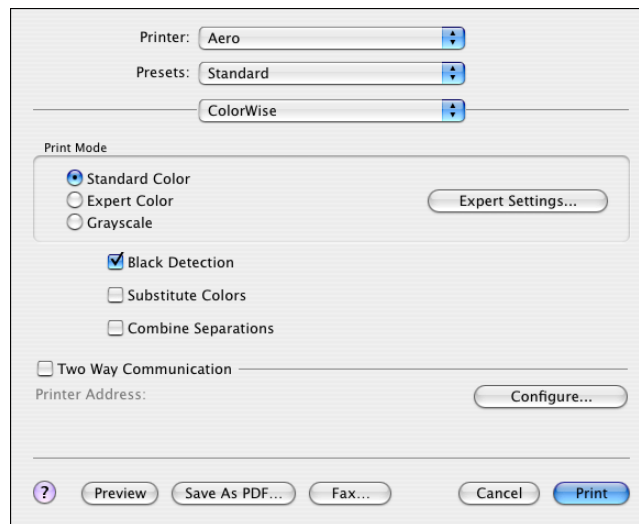 Printer: Aero
Presets: Standard
ColorWise
Print Mode
Standard Color
Expert Color
Expert Settings...
Grayscale
Black Detection
Substitute Colors
Combine Separations
Two Way Communication
Printer Address:
Configure...
? Preview Save As PDF... Fax... Cancel Print